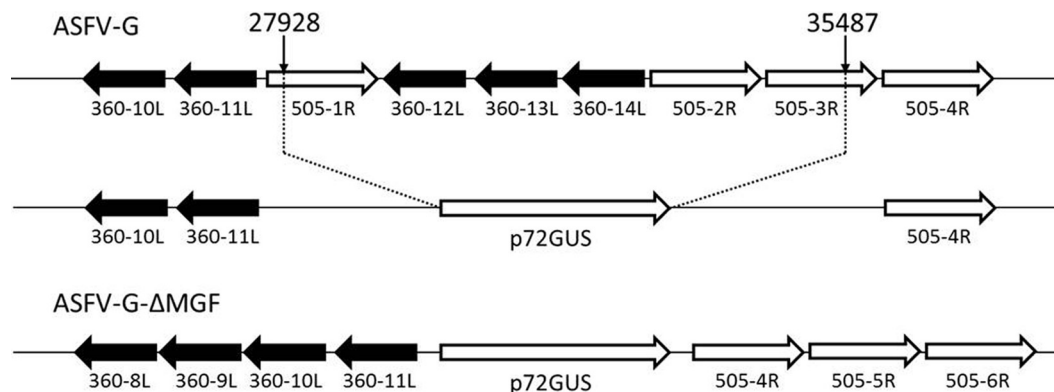 ASFV-G 27928 35487
360-10L 360-11L 505-1R 360-12L 360-13L 360-14L 505-2R 505-3R 505-4R
360-10L 360-11L p72GUS 505-4R
ASFV-G-ΔMGF
360-8L 360-9L 360-10L 360-11L p72GUS 505-4R 505-5R 505-6R